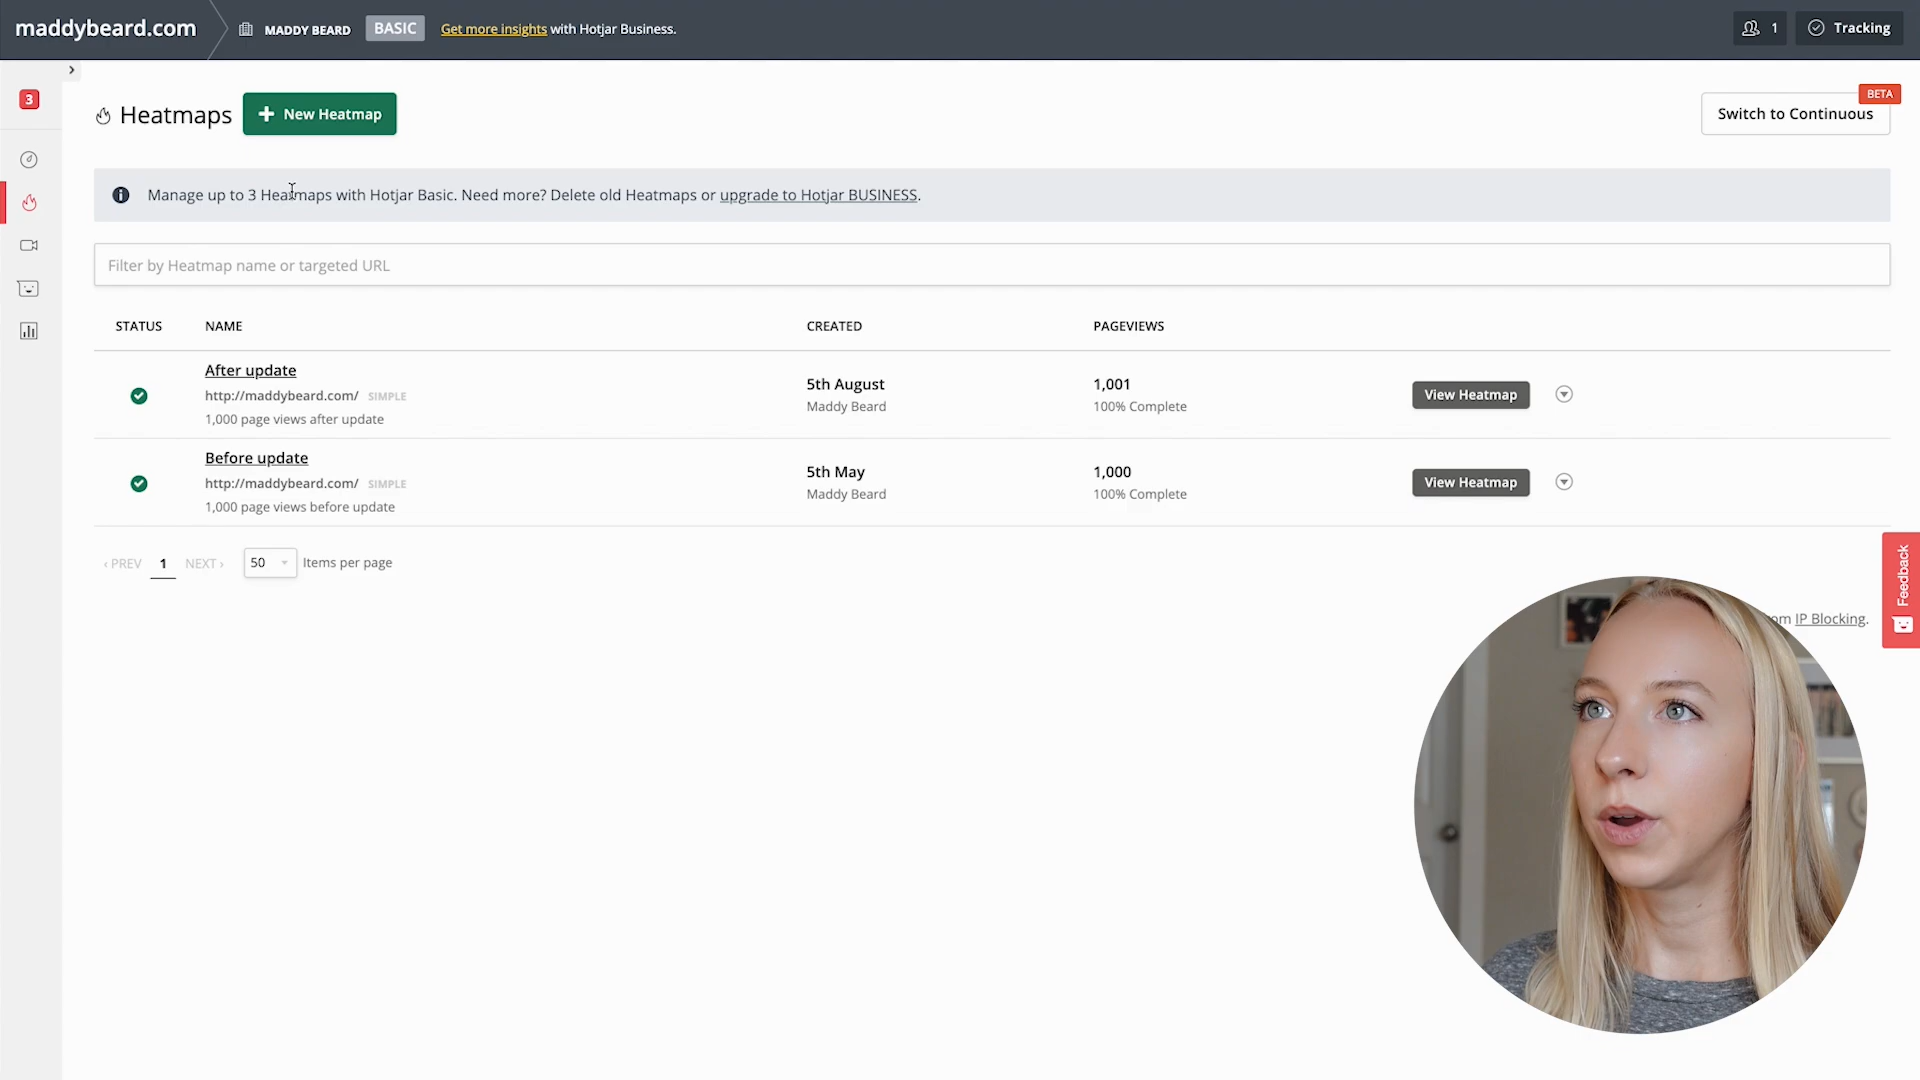 maddybeard.com
MADDY BEARD
BASIC
Get more insights with Hotjar Business.
1
Tracking
3
Heatmaps
New Heatmap
BETA
Switch to Continuous
Manage up to 3 Heatmaps with Hotjar Basic. Need more? Delete old Heatmaps or upgrade to Hotjar BUSINESS.
Filter by Heatmap name or targeted URL
STATUS NAME CREATED PAGEVIEWS
After update
http://maddybeard.com/ SIMPLE
1,000 page views after update
5th August
Maddy Beard
1,001
100% Complete
View Heatmap
Before update
http://maddybeard.com/ SIMPLE
1,000 page views before update
5th May
Maddy Beard
1,000
100% Complete
View Heatmap
‹ PREV 1 NEXT › 50 Items per page
Feedback
IP Blocking.